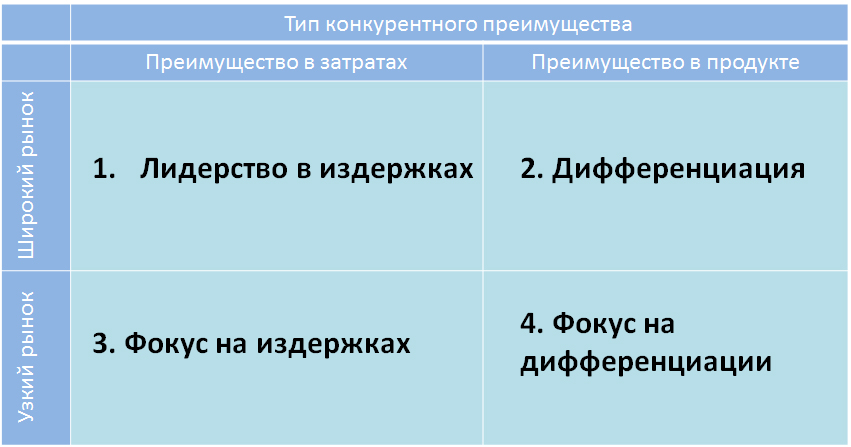 Тип конкурентного преимущества
Преимущество в затратах
Преимущество в продукте
Широкий рынок
1. Лидерство в издержках
2. Дифференциация
Узкий рынок
3. Фокус на издержках
4. Фокус на
дифференциации